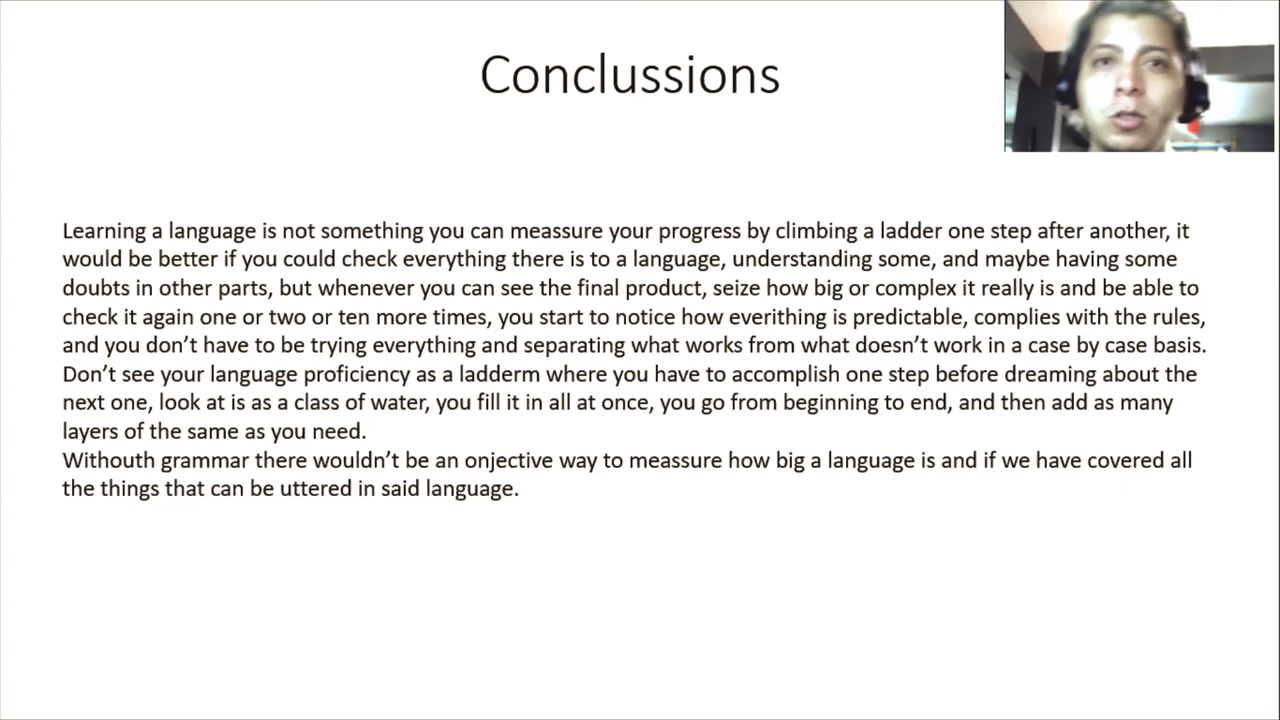 Conclussions
Learning a language is not something you can meassure your progress by climbing a ladder one step after another, it
would be better if you could check everything there is to a language, understanding some, and maybe having some
doubts in other parts, but whenever you can see the final product, seize how big or complex it really is and be able to
check it again one or two or ten more times, you start to notice how everithing is predictable, complies with the rules,
and you don’t have to be trying everything and separating what works from what doesn’t work in a case by case basis.
Don’t see your language proficiency as a ladderm where you have to accomplish one step before dreaming about the
next one, look at is as a class of water, you fill it in all at once, you go from beginning to end, and then add as many
layers of the same as you need.
Withouth grammar there wouldn’t be an onjective way to meassure how big a language is and if we have covered all
the things that can be uttered in said language.